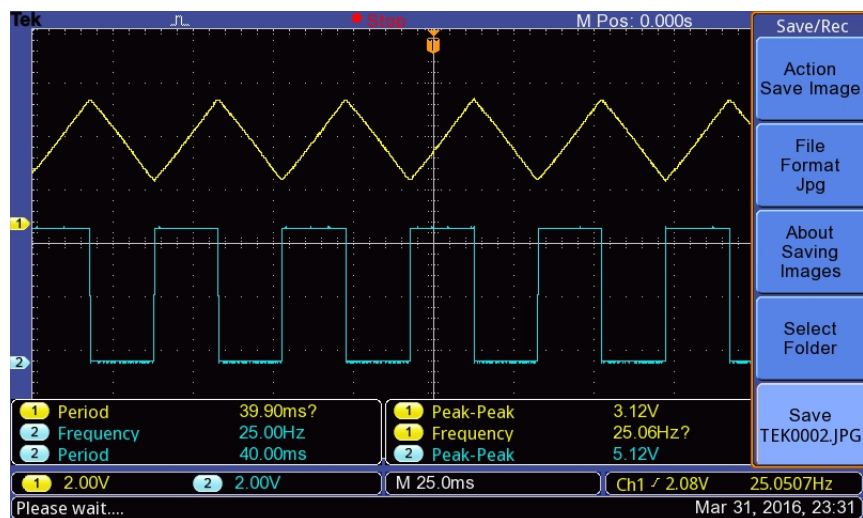 Tek Stop M Pos: 0.000s
Save/Rec
Action
Save Image
File
Format
Jpg
About
Saving
Images
Select
Folder
Save
TEK0002.JPG
T
1
2
1 Period 39.90ms?
2 Frequency 25.00Hz
2 Period 40.00ms
1 Peak-Peak 3.12V
1 Frequency 25.06Hz?
2 Peak-Peak 5.12V
1 2.00V 2 2.00V M 25.0ms Ch1 2.08V 25.0507Hz
Please wait.... Mar 31, 2016, 23:31